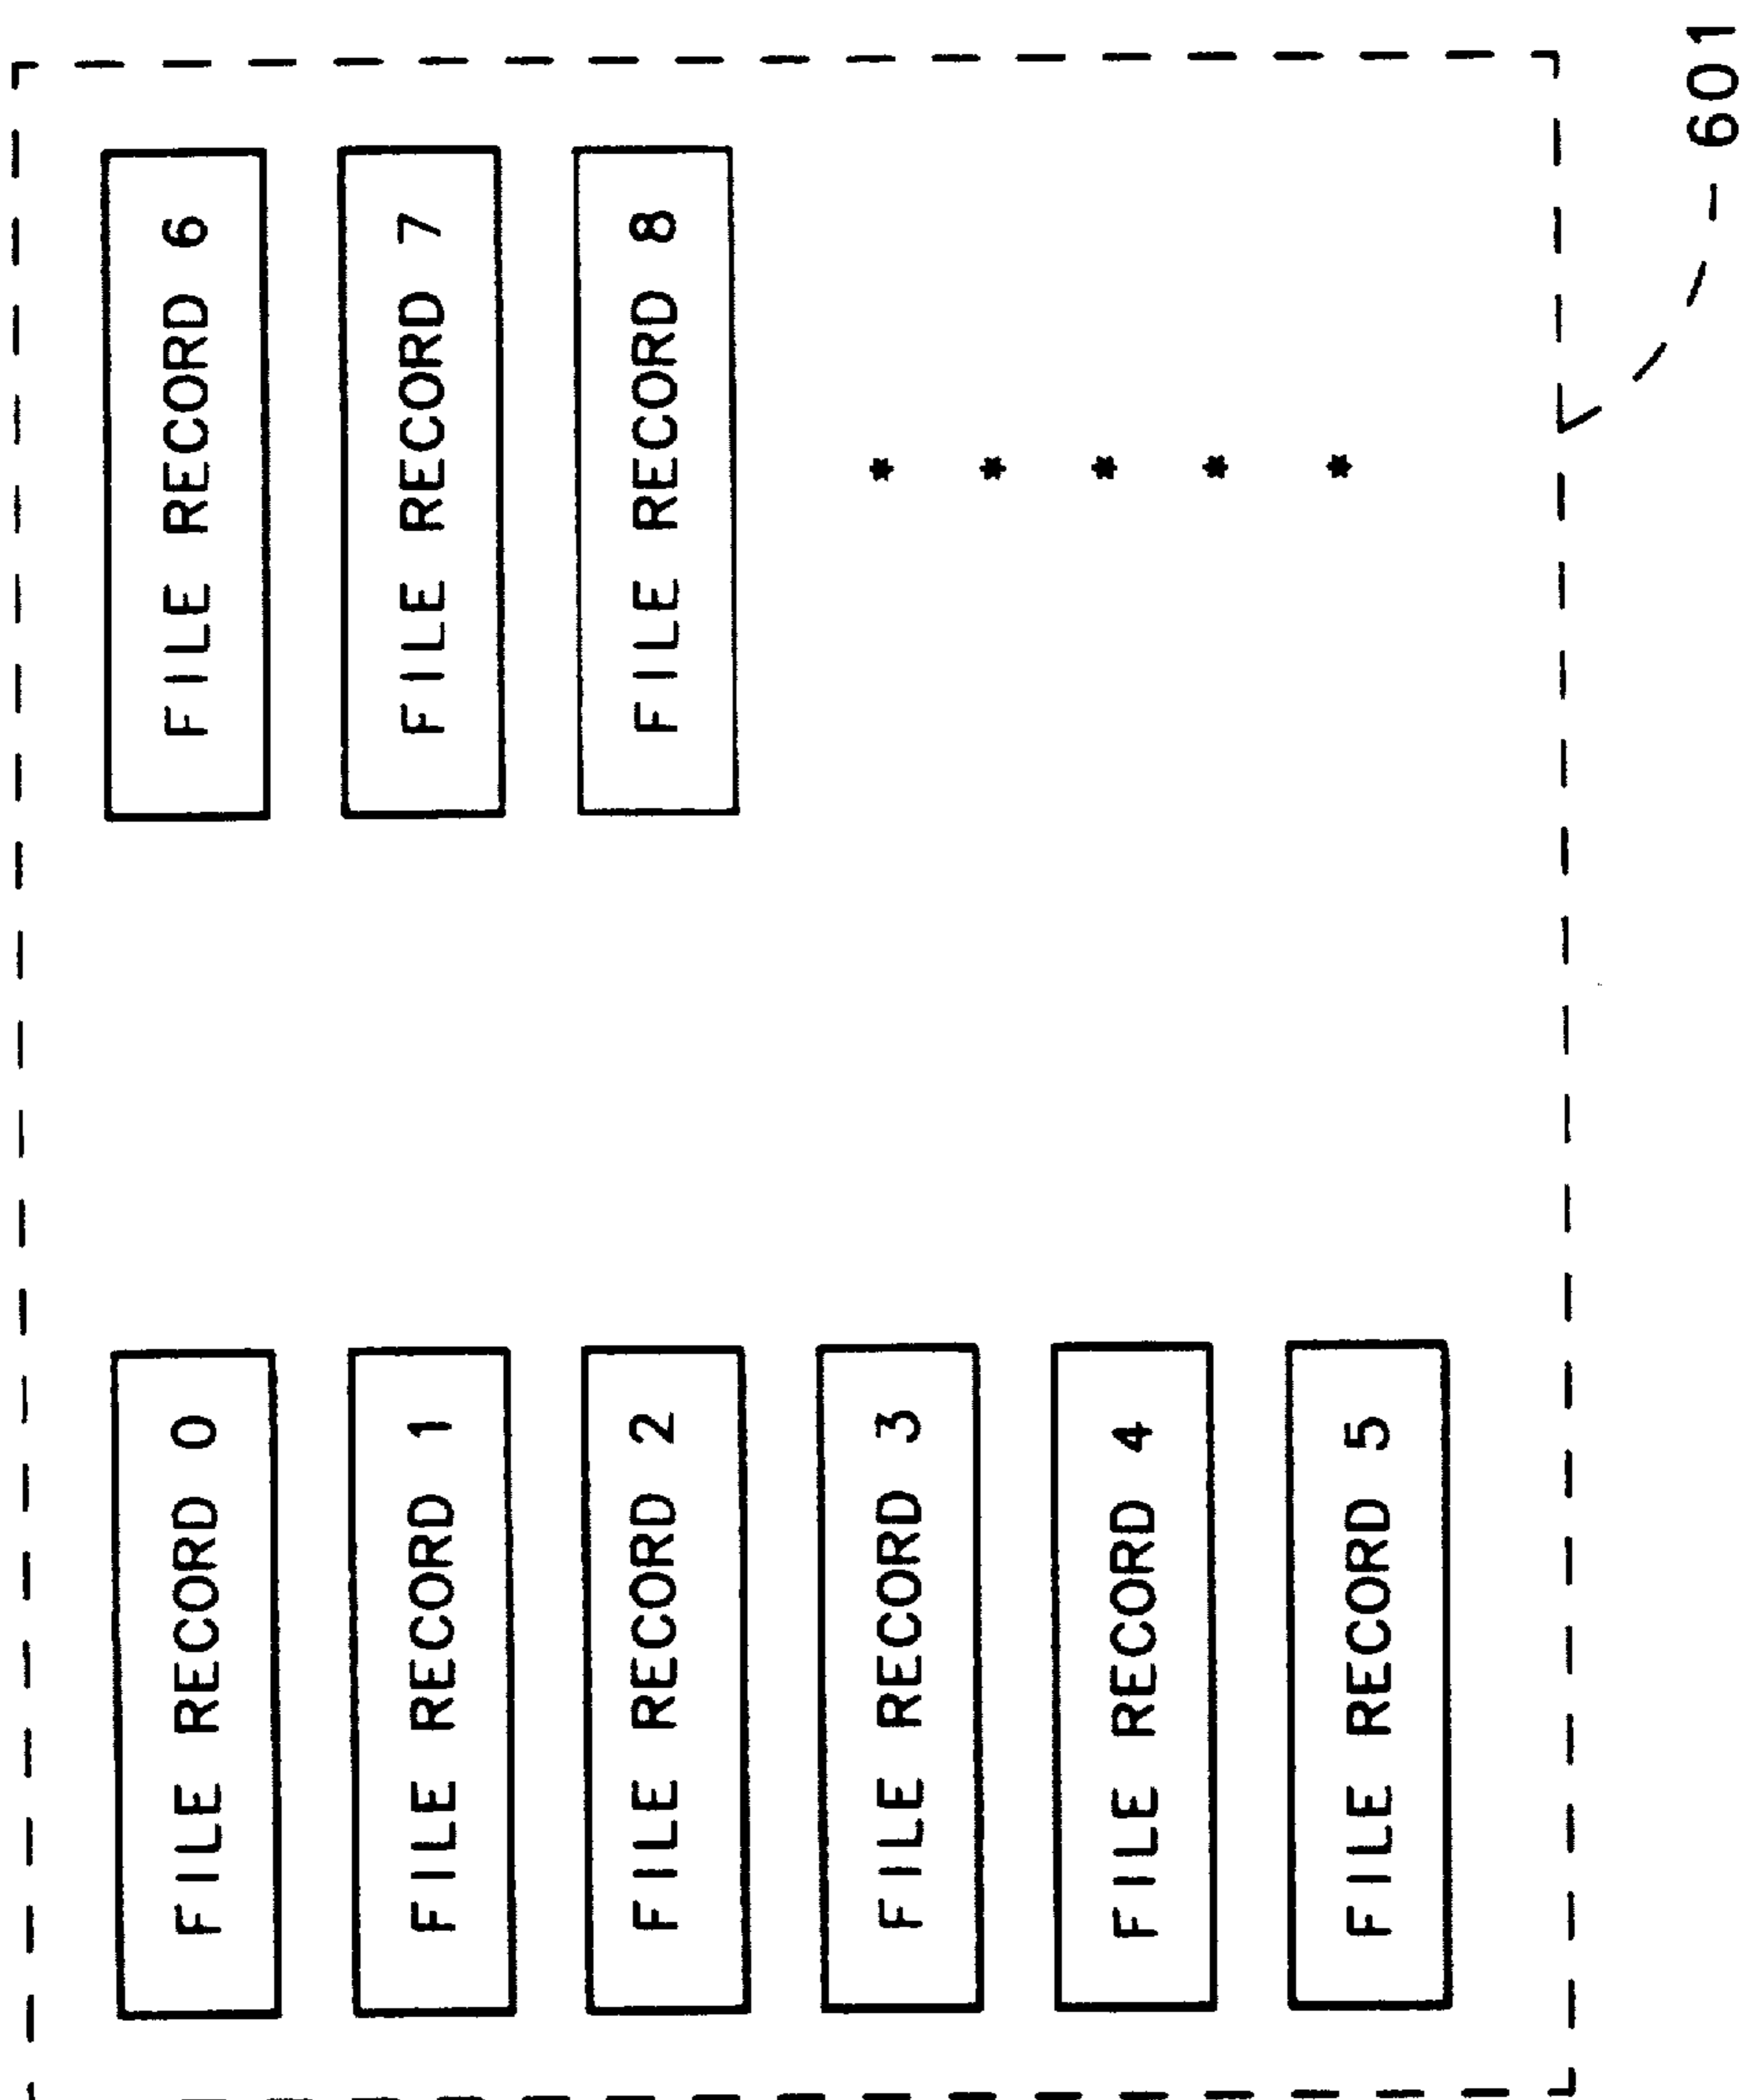 FILE RECORD 0
FILE RECORD 1
FILE RECORD 2
FILE RECORD 3
FILE RECORD 4
FILE RECORD 5
FILE RECORD 6
FILE RECORD 7
FILE RECORD 8
*
*
*
*
*
601